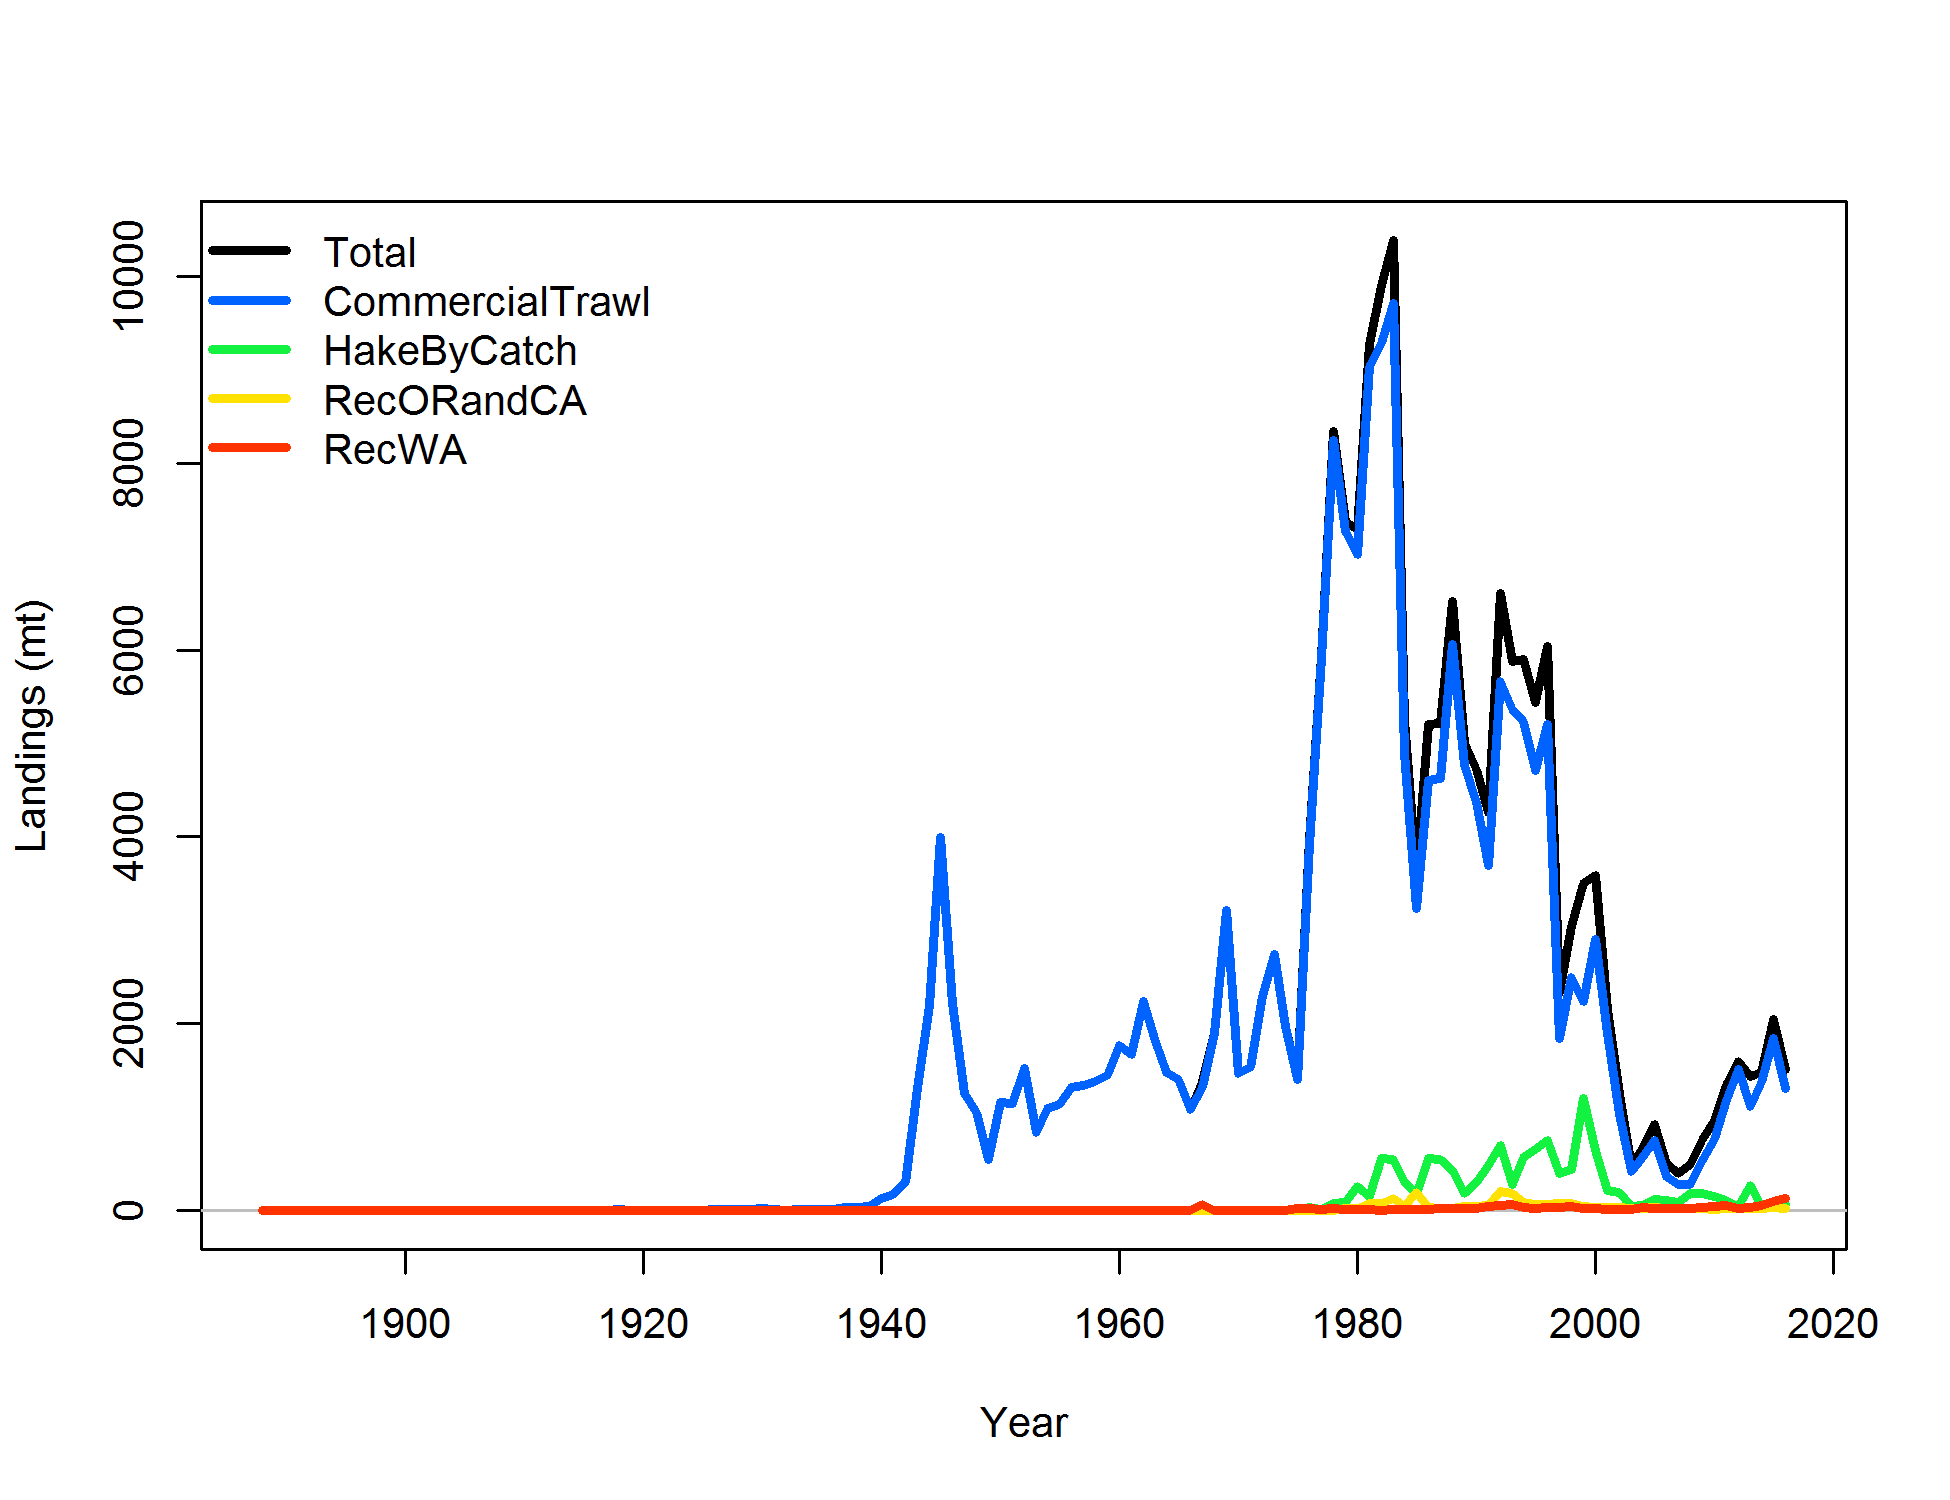 Total
CommercialTrawl
HakeByCatch
RecORandCA
RecWA
Landings (mt)
10000
8000
6000
4000
2000
0
1900 1920 1940 1960 1980 2000 2020
Year